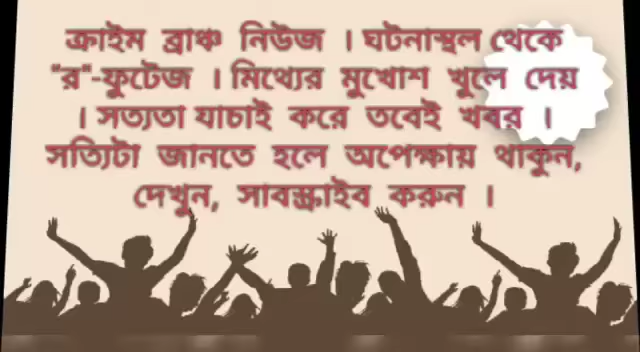 ক্রাইম ব্রাঞ্চ নিউজ । ঘটনাস্থল থেকে
"র"-ফুটেজ । মিথ্যের মুখোশ খুলে দেয়
। সত্যতা যাচাই করে তবেই খবর ।
সত্যিটা জানতে হলে অপেক্ষায় থাকুন,
দেখুন, সাবস্ক্রাইব করুন ।